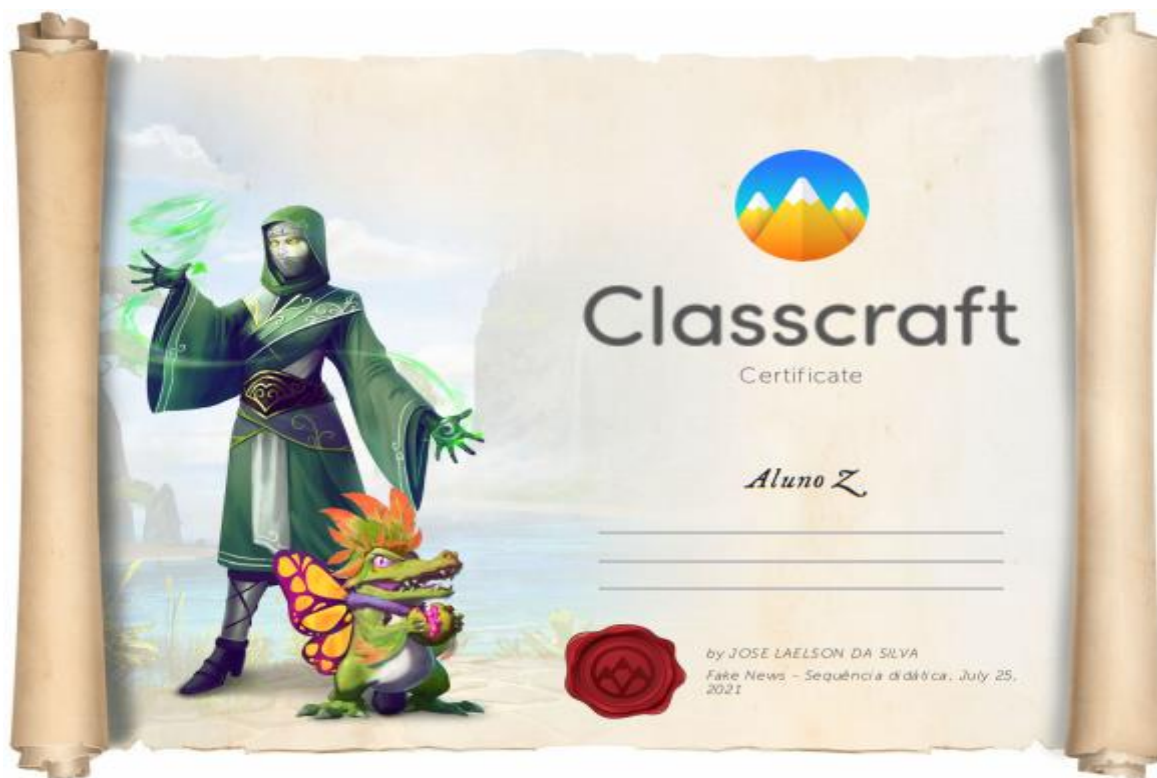 Classcraft
Certificate
Aluno Z
by JOSE LAELSON DA SILVA
Fake News - Sequência didática, July 25,
2021